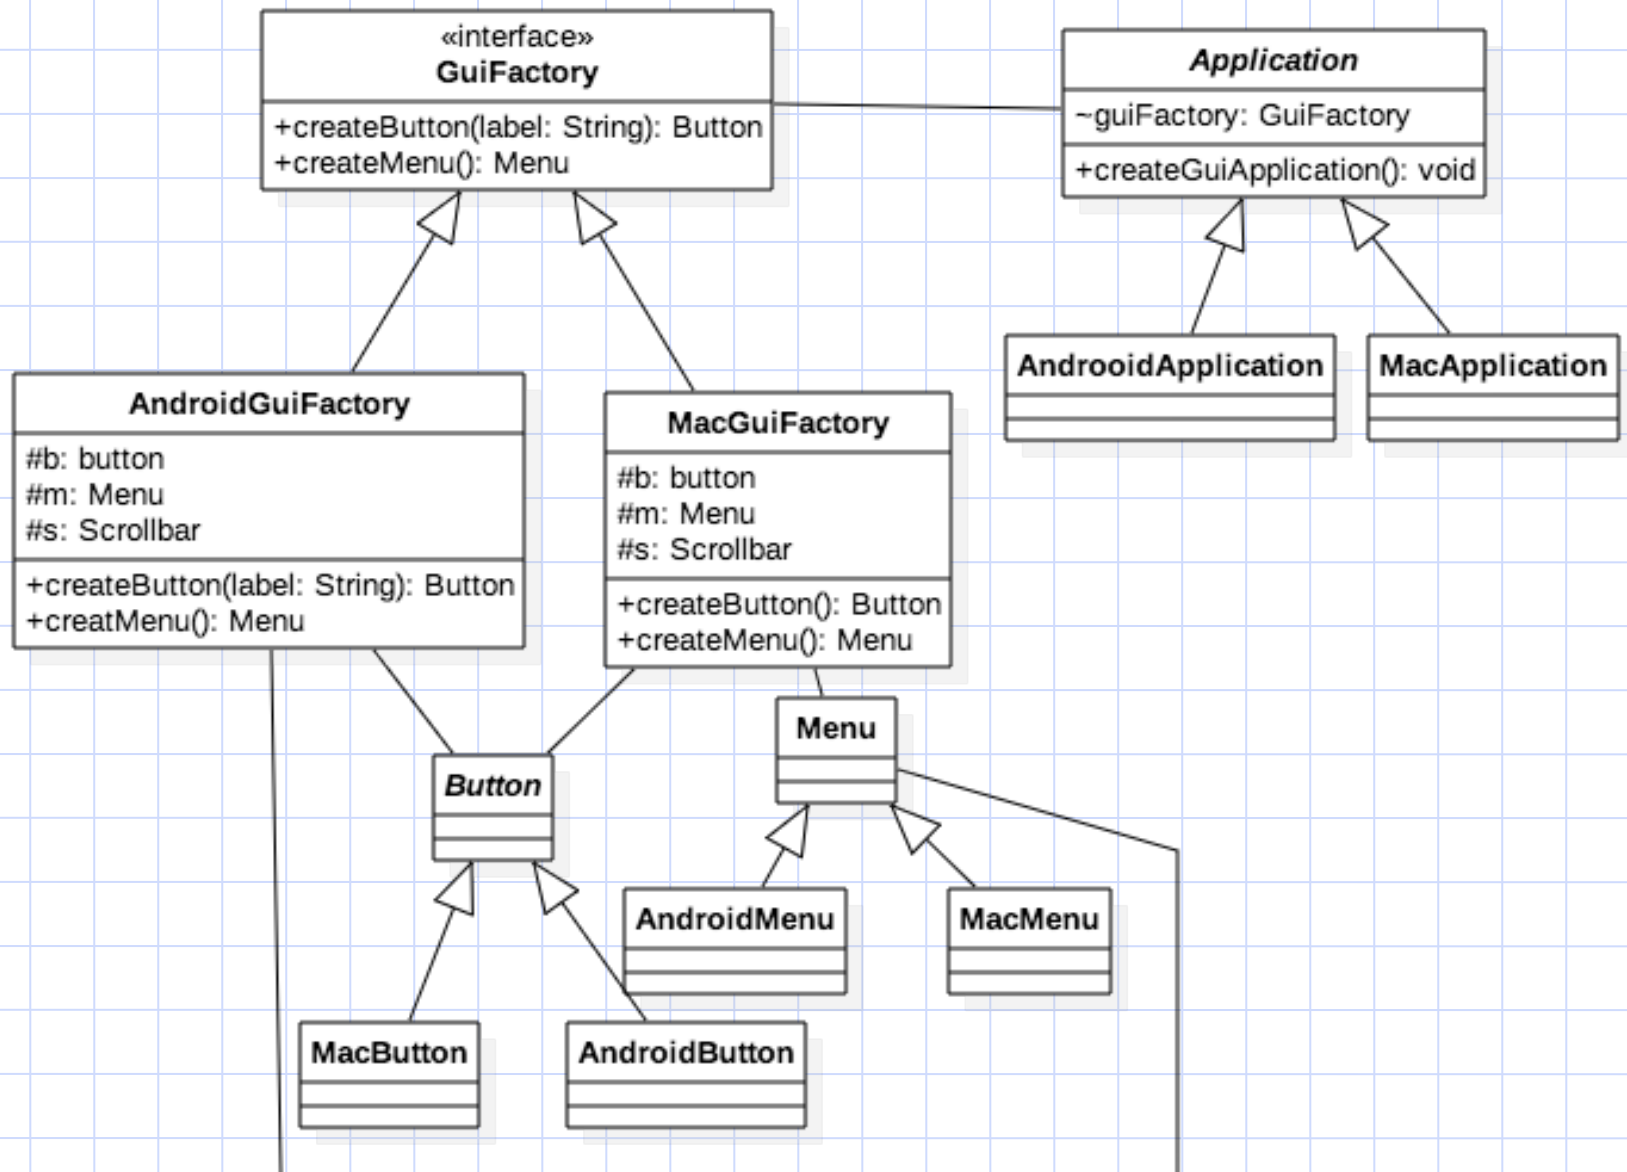 «interface»
GuiFactory
+createButton(label: String): Button
+createMenu(): Menu
Application
~guiFactory: GuiFactory
+createGuiApplication(): void
AndrooidApplication
MacApplication
AndroidGuiFactory
#b: button
#m: Menu
#s: Scrollbar
+createButton(label: String): Button
+creatMenu(): Menu
MacGuiFactory
#b: button
#m: Menu
#s: Scrollbar
+createButton(): Button
+createMenu(): Menu
Menu
Button
AndroidMenu
MacMenu
MacButton
AndroidButton